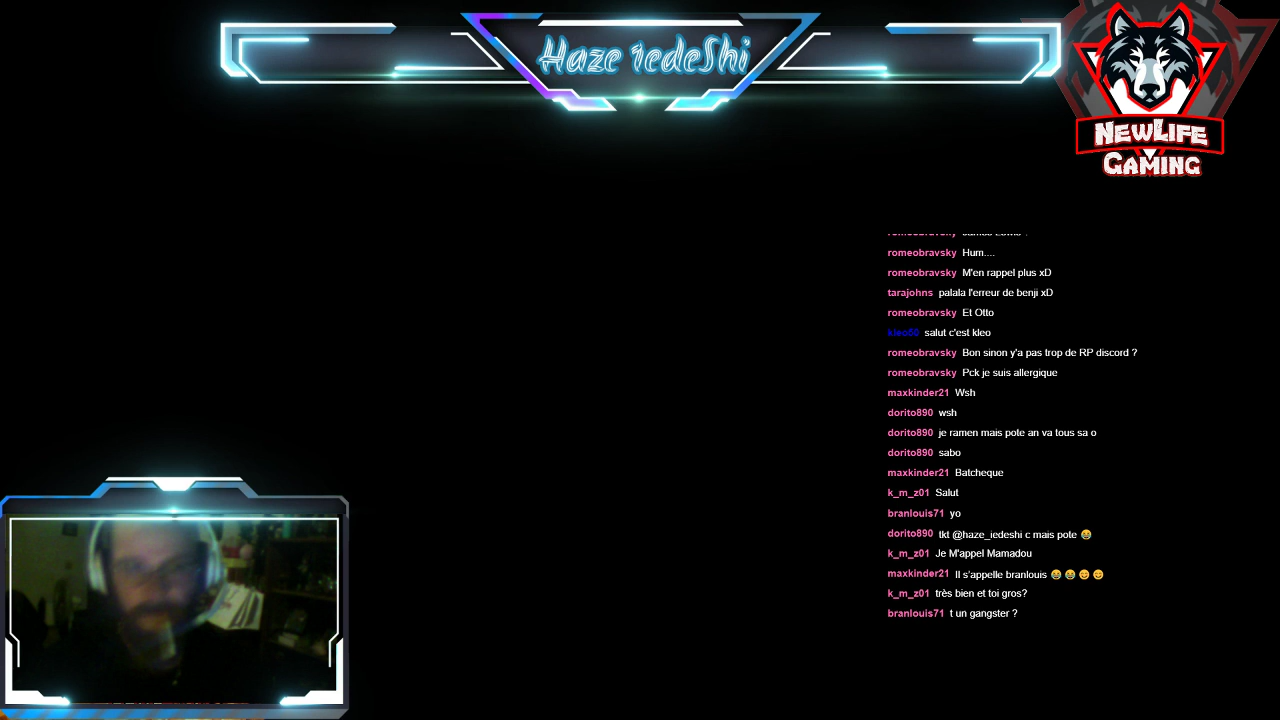 Haze iedeShi
NewLife
Gaming
romeobravsky Hum....
romeobravsky M'en rappel plus xD
tarajohns palala l'erreur de benji xD
romeobravsky Et Otto
kleo50 salut c'est kleo
romeobravsky Bon sinon y'a pas trop de RP discord ?
romeobravsky Pck je suis allergique
maxkinder21 Wsh
dorito890 wsh
dorito890 je ramen mais pote an va tous sa o
dorito890 sabo
maxkinder21 Batcheque
k_m_z01 Salut
branlouis71 yo
dorito890 tkt @haze_iedeshi c mais pote 😂
k_m_z01 Je M'appel Mamadou
maxkinder21 Il s'appelle branlouis 😂 😂 😊 😊
k_m_z01 très bien et toi gros?
branlouis71 t un gangster ?